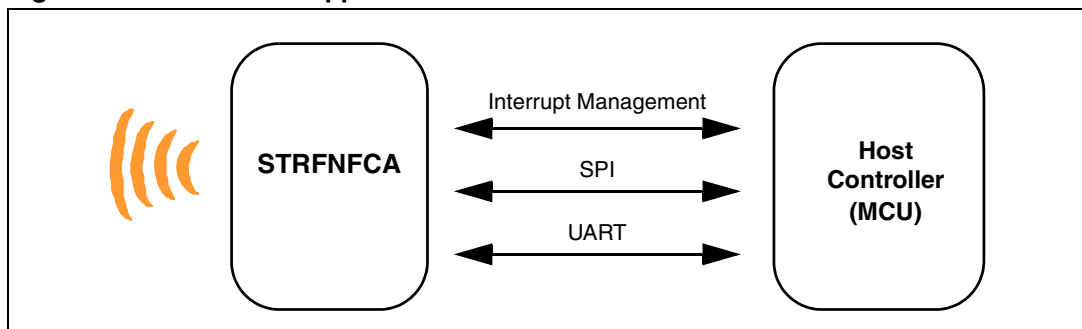 STRFNFCA
Interrupt Management
SPI
UART
Host
Controller
(MCU)